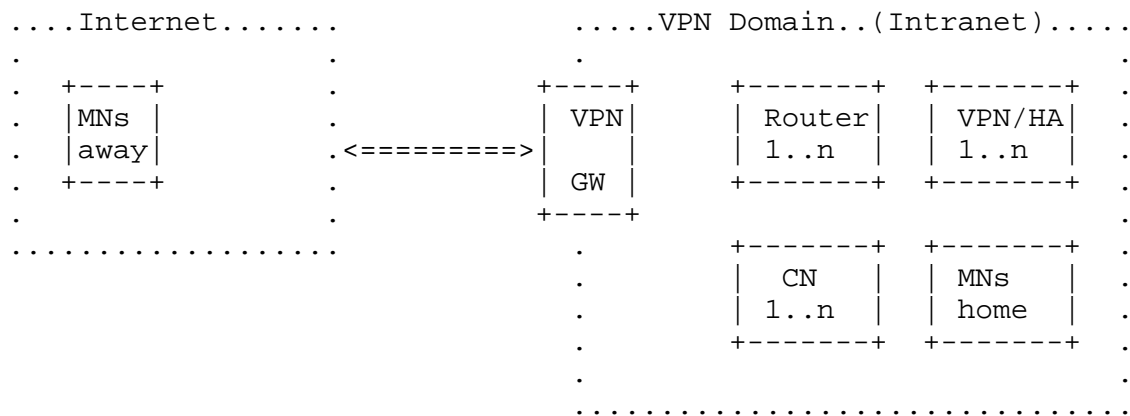 ....Internet.......                 .....VPN Domain..(Intranet).....
.                 .                 .                              .
.  +----+         .               +----+     +-------+  +-------+  .
.  |MNs |         .               | VPN|     | Router|  | VPN/HA|  .
.  |away|         .<=========>|    |     | 1..n  |  | 1..n  |  .
.  +----+         .               | GW |     +-------+  +-------+  .
.                 .               +----+                           .
...................                 .        +-------+  +-------+  .
                                    .        |  CN   |  | MNs   |  .
                                    .        | 1..n  |  | home  |  .
                                    .        +-------+  +-------+  .
                                    .                              .
                                    ................................